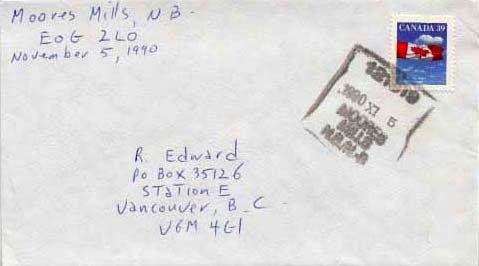 Moores Mills, N B.
E0G 2L0
November 5, 1990
CANADA 39
1990 XI 5
MOORES
MILLS
R. Edward
PO Box 35126
STATION E
Vancouver, B. C.
V6M 4G1